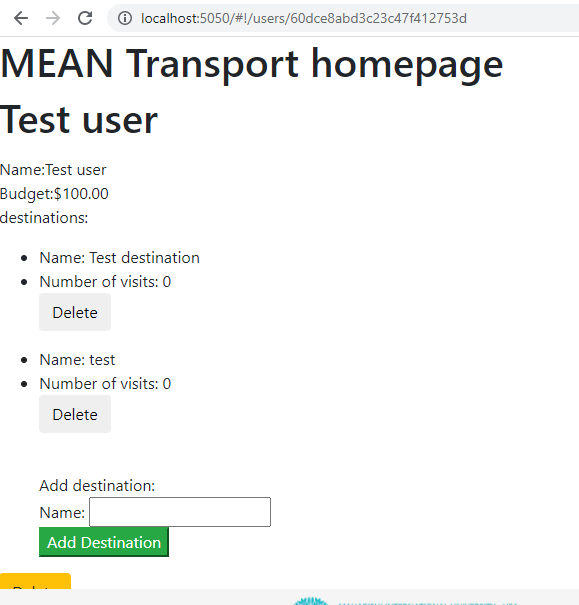 localhost:5050/#!/users/60dce8abd3c23c47f412753d
MEAN Transport homepage
Test user
Name:Test user
Budget:$100.00
destinations:
Name: Test destination
Number of visits: 0
Delete
Name: test
Number of visits: 0
Delete
Add destination:
Name:
Add Destination